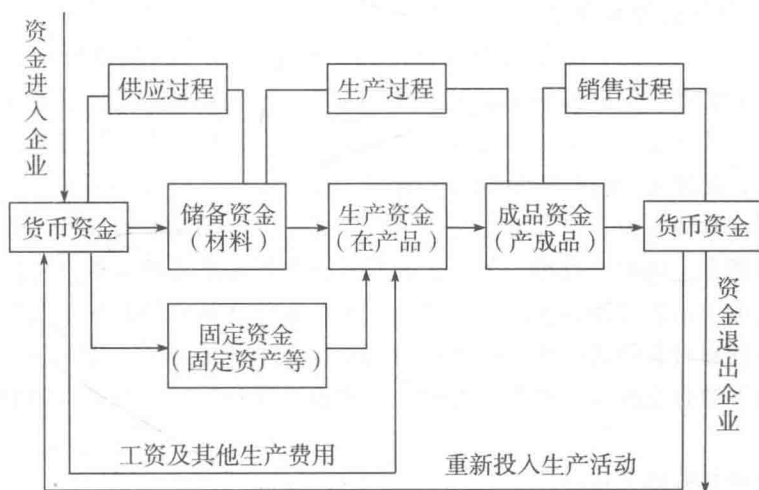 资金进入企业
供应过程
生产过程
销售过程
货币资金
储备资金
（材料）
生产资金
（在产品）
成品资金
（产成品）
货币资金
固定资金
（固定资产等）
资金退出企业
工资及其他生产费用
重新投入生产活动